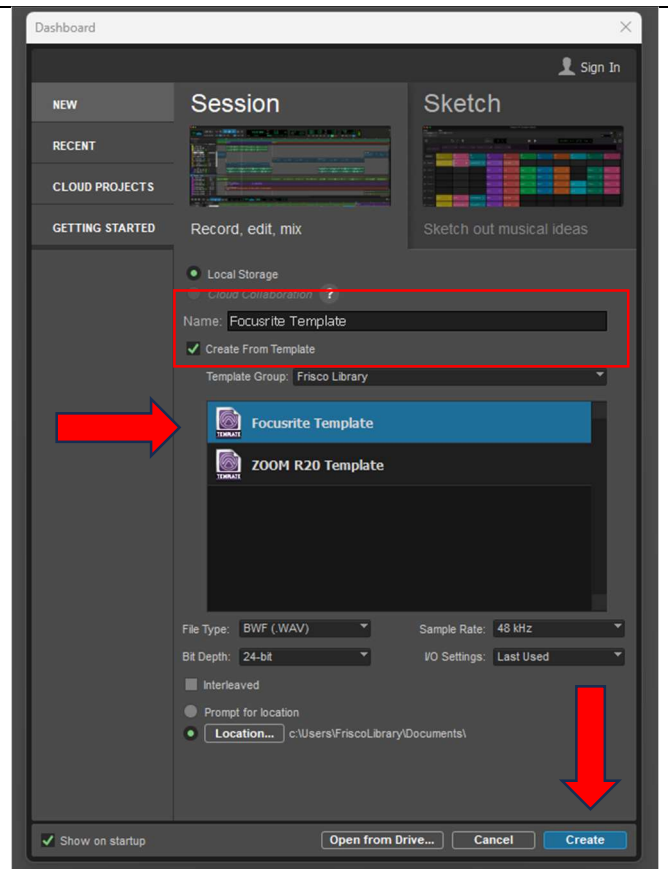 Dashboard
Sign In
NEW
RECENT
CLOUD PROJECTS
GETTING STARTED
Session
Record, edit, mix
Sketch
Sketch out musical ideas
Local Storage
Cloud Collaboration ?
Name: Focusrite Template
Create From Template
Template Group: Frisco Library
TEMPLATE Focusrite Template
TEMPLATE ZOOM R20 Template
File Type: BWF (.WAV) Sample Rate: 48 kHz
Bit Depth: 24-bit I/O Settings: Last Used
Interleaved
Prompt for location
Location... c:\Users\FriscoLibrary\Documents\
Show on startup Open from Drive... Cancel Create